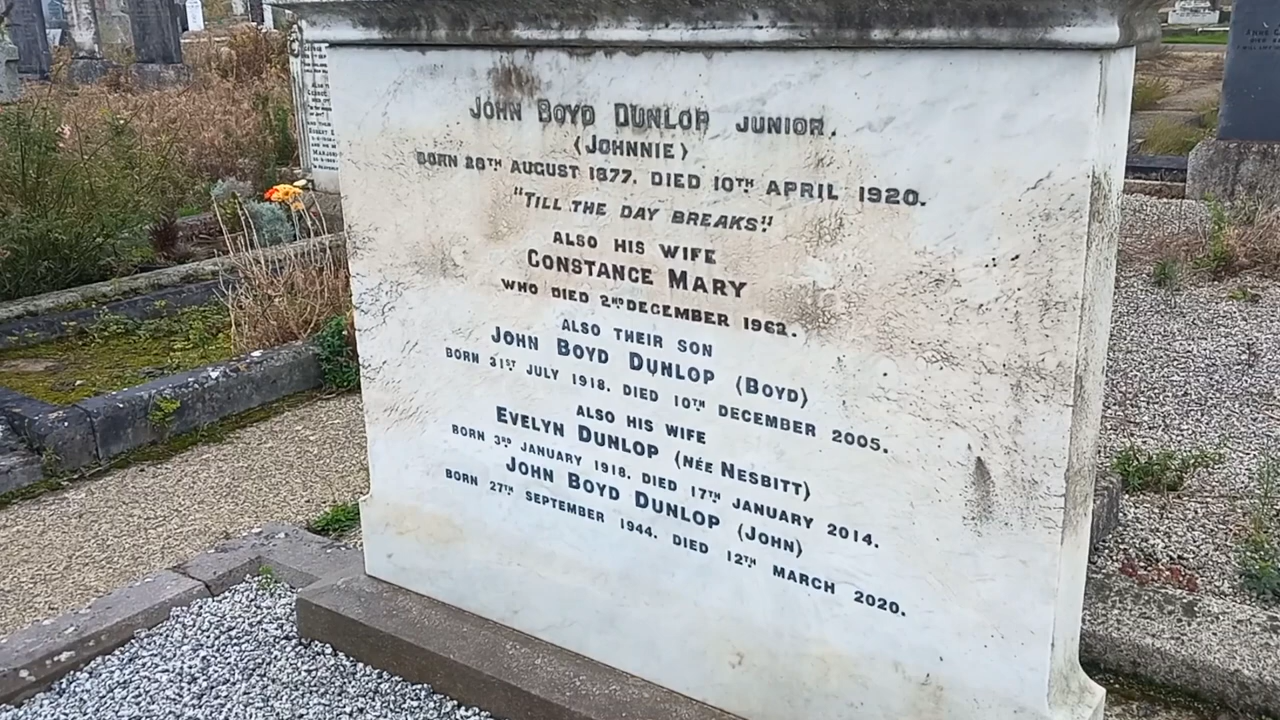 JOHN BOYD DUNLOP JUNIOR.
(JOHNNIE)
BORN 28TH AUGUST 1877. DIED 10TH APRIL 1920.
"TILL THE DAY BREAKS"
ALSO HIS WIFE
CONSTANCE MARY
WHO DIED 2ND DECEMBER 1962.
ALSO THEIR SON
JOHN BOYD DUNLOP (BOYD)
BORN 31ST JULY 1918. DIED 10TH DECEMBER 2005.
ALSO HIS WIFE
EVELYN DUNLOP (NÉE NESBITT)
BORN 3RD JANUARY 1918. DIED 17TH JANUARY 2014.
JOHN BOYD DUNLOP (JOHN)
BORN 27TH SEPTEMBER 1944. DIED 12TH MARCH 2020.